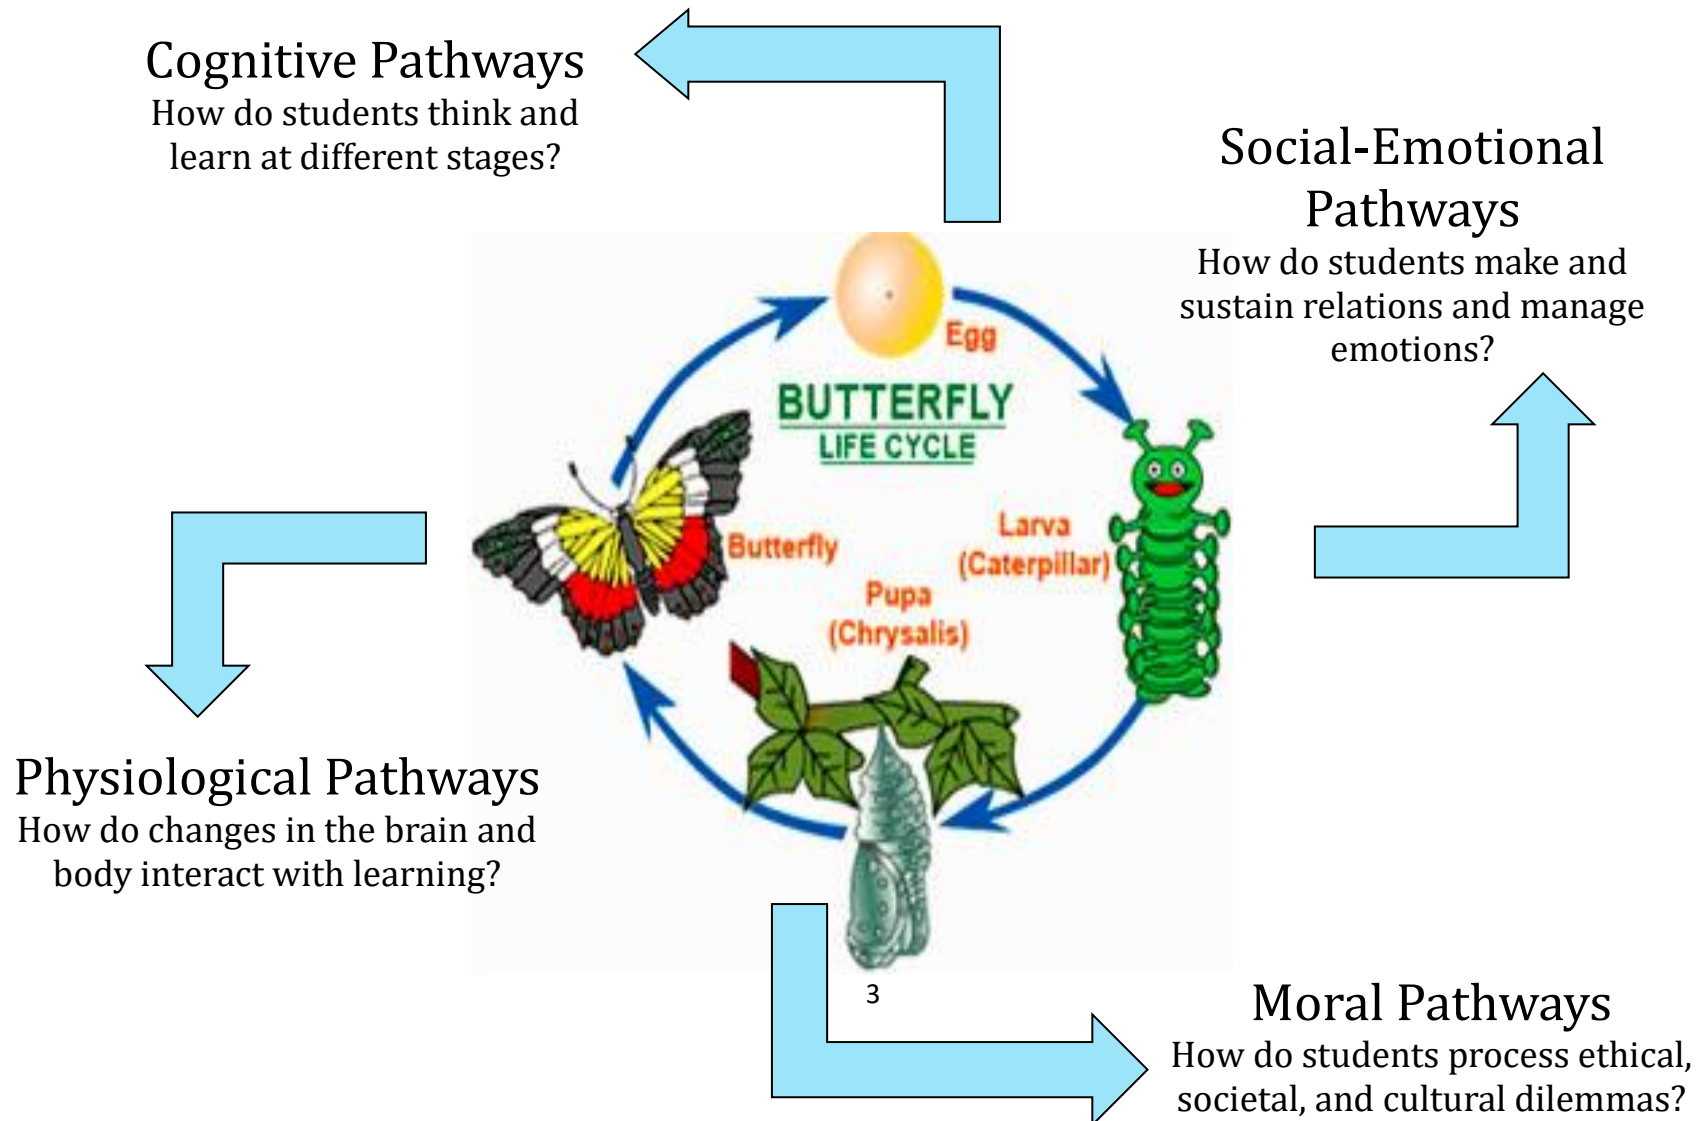 Cognitive Pathways
How do students think and
learn at different stages?
Social-Emotional
Pathways
How do students make and
sustain relations and manage
emotions?
Egg
BUTTERFLY
LIFE CYCLE
Butterfly
Larva
(Caterpillar)
Pupa
(Chrysalis)
Physiological Pathways
How do changes in the brain and
body interact with learning?
3
Moral Pathways
How do students process ethical,
societal, and cultural dilemmas?